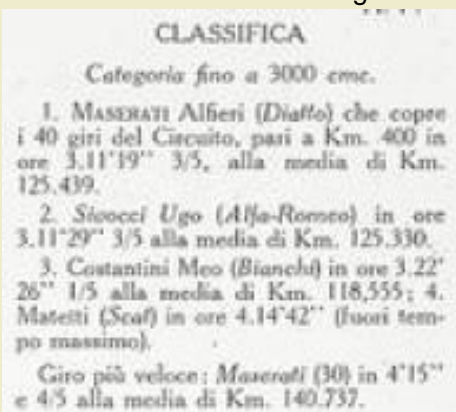 CLASSIFICA
Categoria fino a 3000 cmc.
1. MASERATI Alfieri (Diatto) che copre
i 40 giri del Circuito, pari a Km. 400 in
ore 3.11'19'' 3/5, alla media di Km.
125.439.
2. Sivocci Ugo (Alfa-Romeo) in ore
3.11'29'' 3/5 alla media di Km. 125.330.
3. Costantini Meo (Bianchi) in ore 3.22'
26'' 1/5 alla media di Km. 118,555; 4.
Matetti (Scat) in ore 4.14'42'' (fuori tem-
po massimo).
Giro più veloce: Maserati (30) in 4'15''
e 4/5 alla media di Km. 140.737.